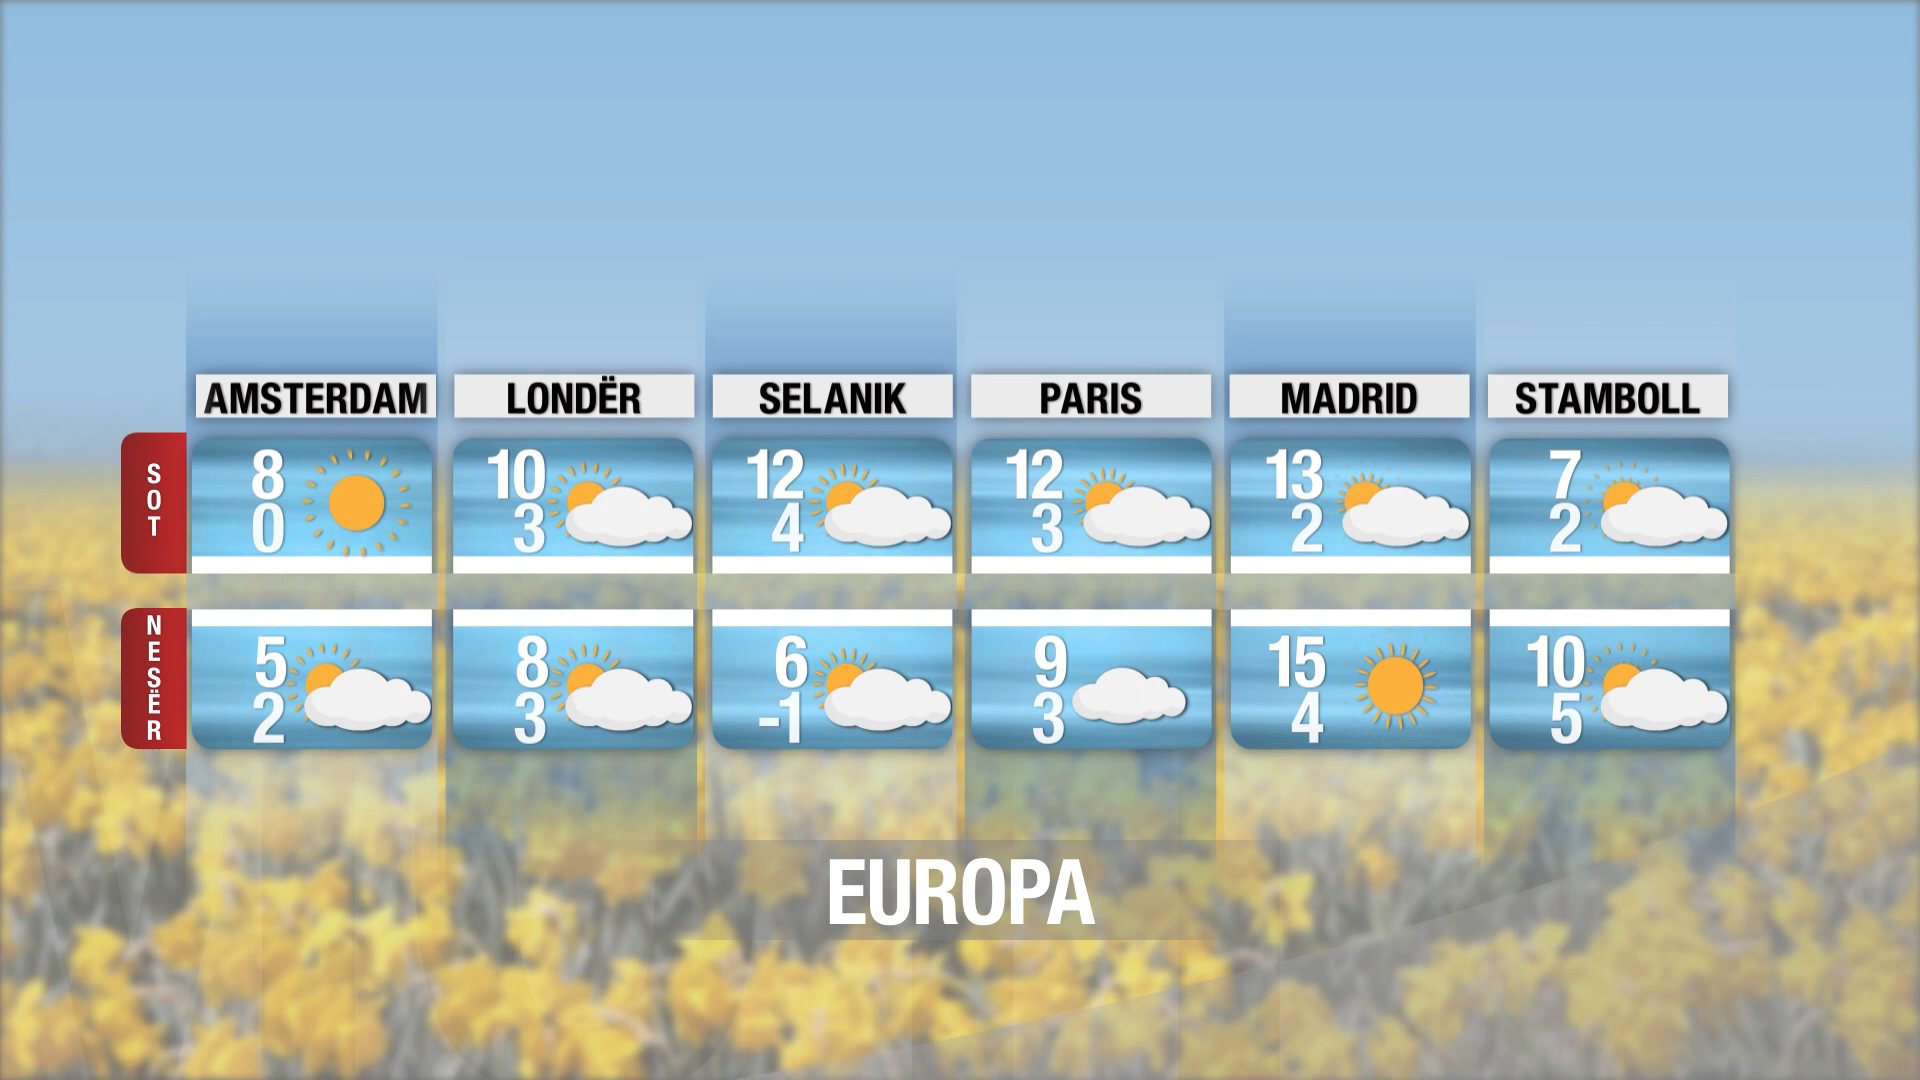 AMSTERDAM LONDËR SELANIK PARIS MADRID STAMBOLL
SOT
8 10 12 12 13 7
0 3 4 3 2 2
NESËR
5 8 6 9 15 10
2 3 -1 3 4 5
EUROPA